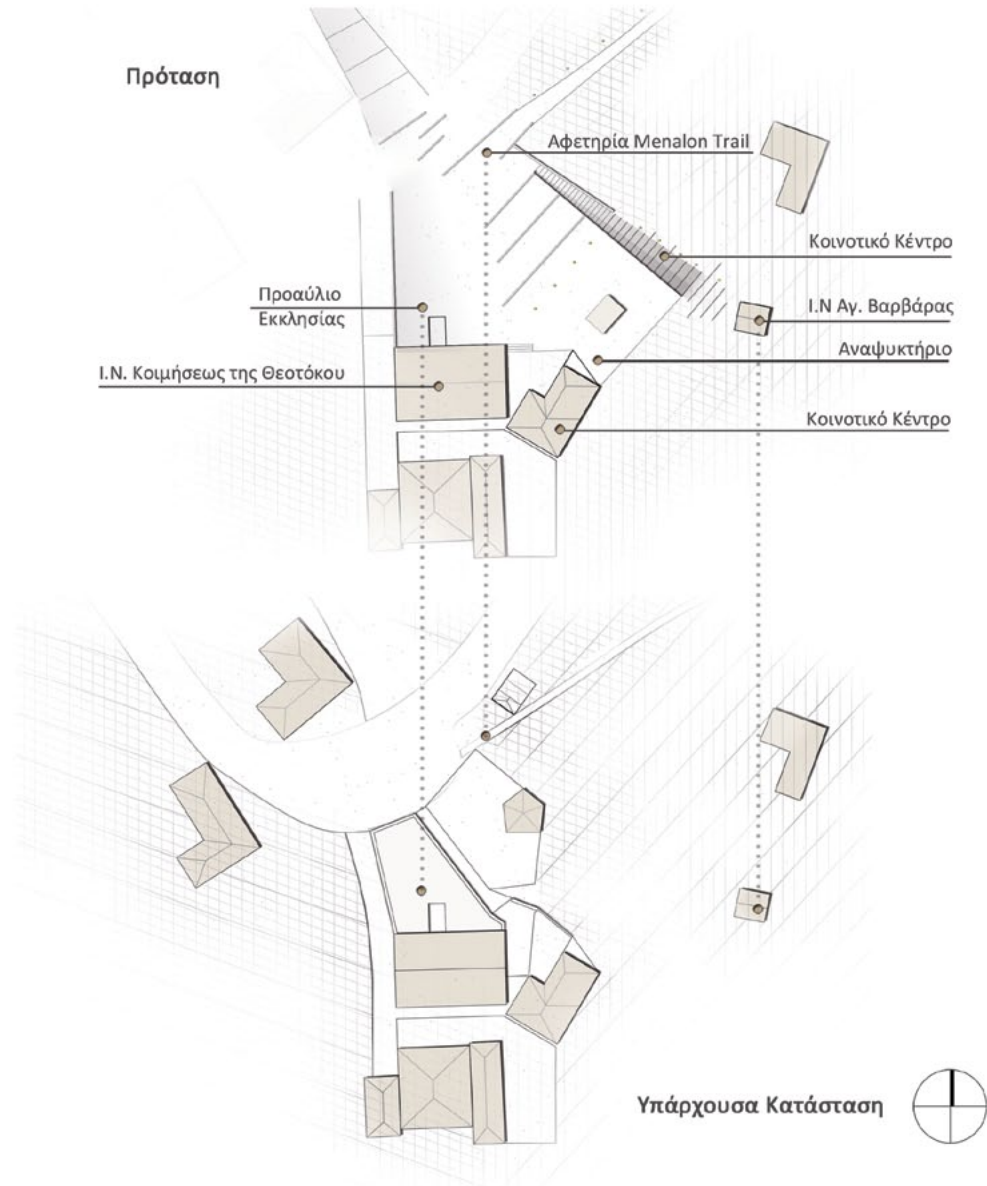 Πρόταση
Αφετηρία Menalon Trail
Κοινοτικό Κέντρο
Προαύλιο
Εκκλησίας
Ι.Ν Αγ. Βαρβάρας
Αναψυκτήριο
Ι.Ν. Κοιμήσεως της Θεοτόκου
Κοινοτικό Κέντρο
Υπάρχουσα Κατάσταση